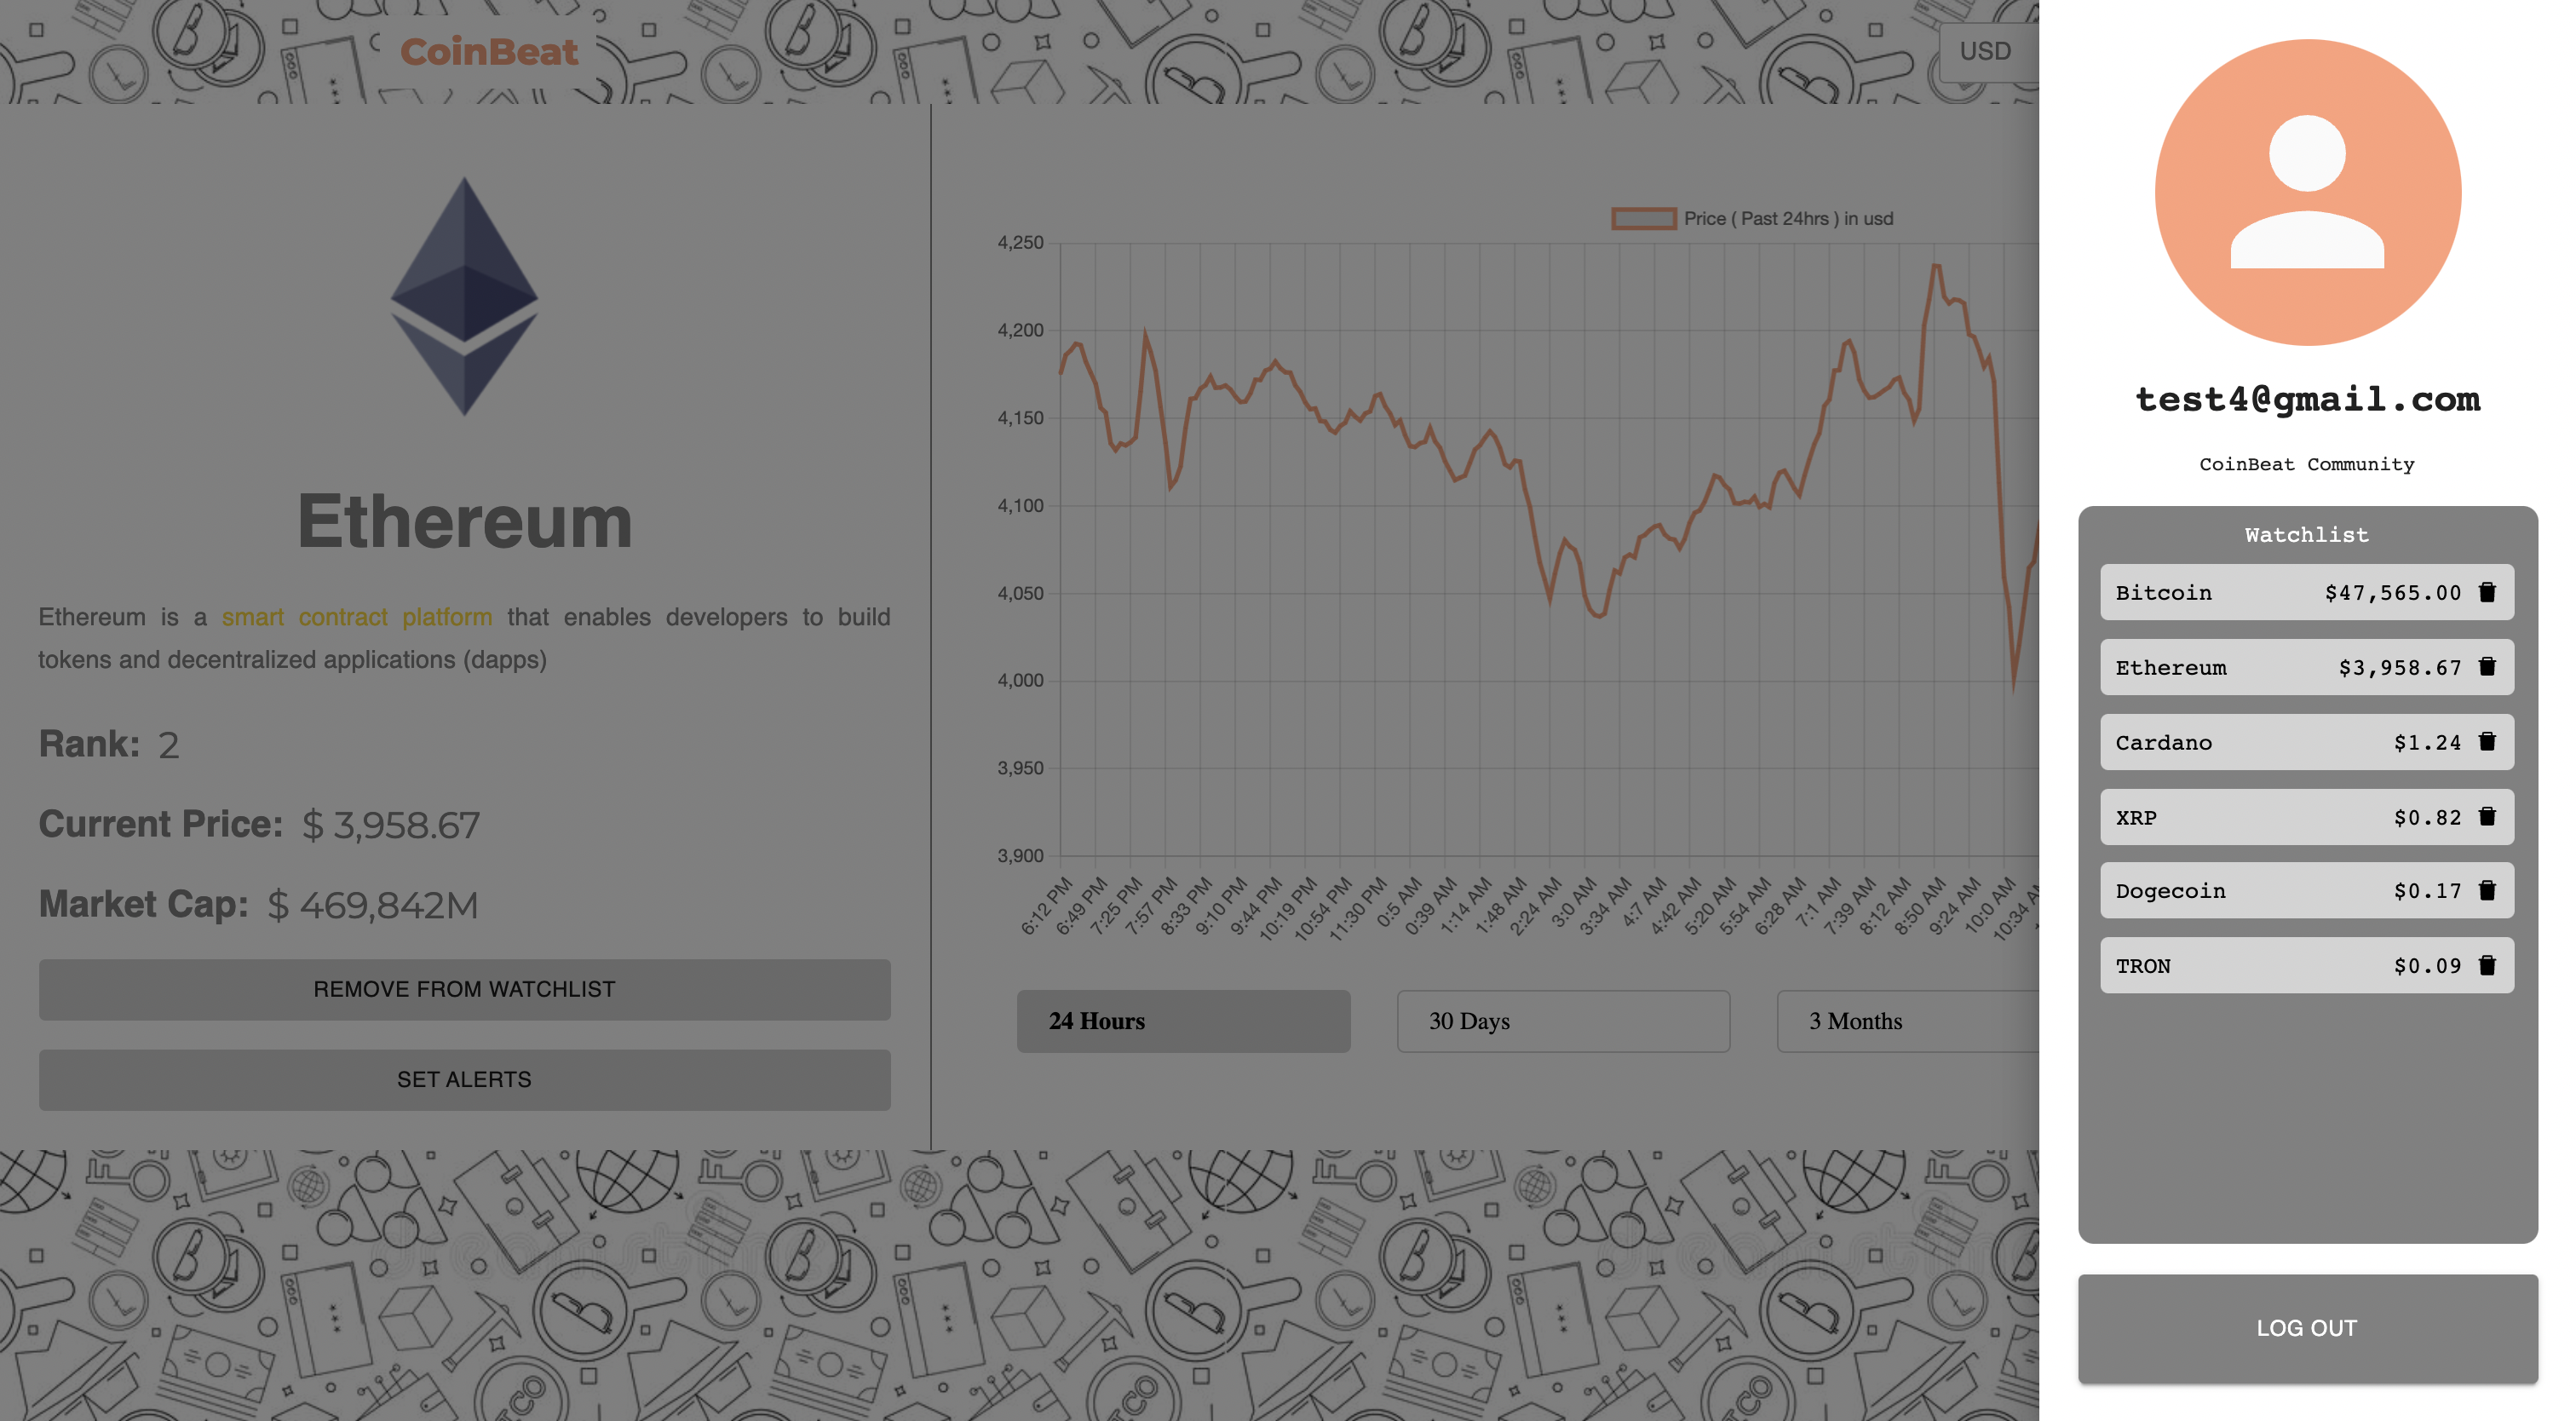 CoinBeat
USD
Ethereum
Ethereum is a smart contract platform that enables developers to build
tokens and decentralized applications (dapps)
Rank: 2
Current Price: $ 3,958.67
Market Cap: $ 469,842M
REMOVE FROM WATCHLIST
SET ALERTS
Price ( Past 24hrs ) in usd
4,250
4,200
4,150
4,100
4,050
4,000
3,950
3,900
6:12 PM
6:49 PM
7:25 PM
7:57 PM
8:33 PM
9:10 PM
9:44 PM
10:19 PM
10:54 PM
11:30 PM
0:5 AM
0:39 AM
1:14 AM
1:48 AM
2:24 AM
3:0 AM
3:34 AM
4:7 AM
4:42 AM
5:20 AM
5:54 AM
6:28 AM
7:1 AM
7:39 AM
8:12 AM
8:50 AM
9:24 AM
10:0 AM
10:34
24 Hours
30 Days
3 Months
test4@gmail.com
CoinBeat Community
Watchlist
Bitcoin $47,565.00
Ethereum $3,958.67
Cardano $1.24
XRP $0.82
Dogecoin $0.17
TRON $0.09
LOG OUT